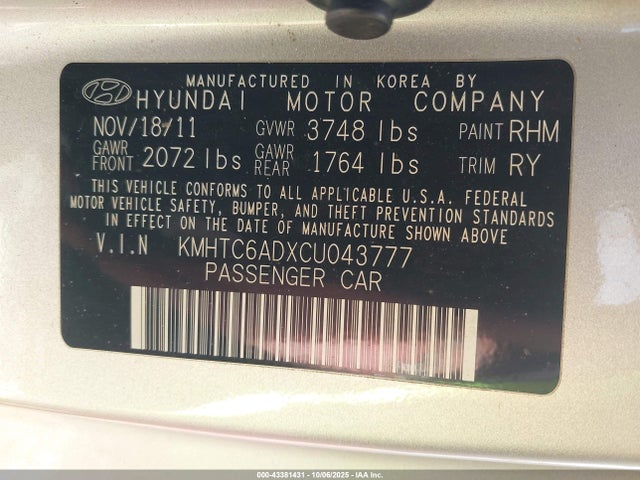 MANUFACTURED IN KOREA BY
HYUNDAI MOTOR COMPANY
NOV/18/11 GVWR 3748 lbs PAINT RHM
GAWR FRONT 2072 lbs GAWR REAR 1764 lbs TRIM RY
THIS VEHICLE CONFORMS TO ALL APPLICABLE U.S.A. FEDERAL
MOTOR VEHICLE SAFETY, BUMPER, AND THEFT PREVENTION STANDARDS
IN EFFECT ON THE DATE OF MANUFACTURE SHOWN ABOVE
V.I.N KMHTC6ADXCU043777
PASSENGER CAR
000-43381431 - 10/06/2025 - IAAI.COM